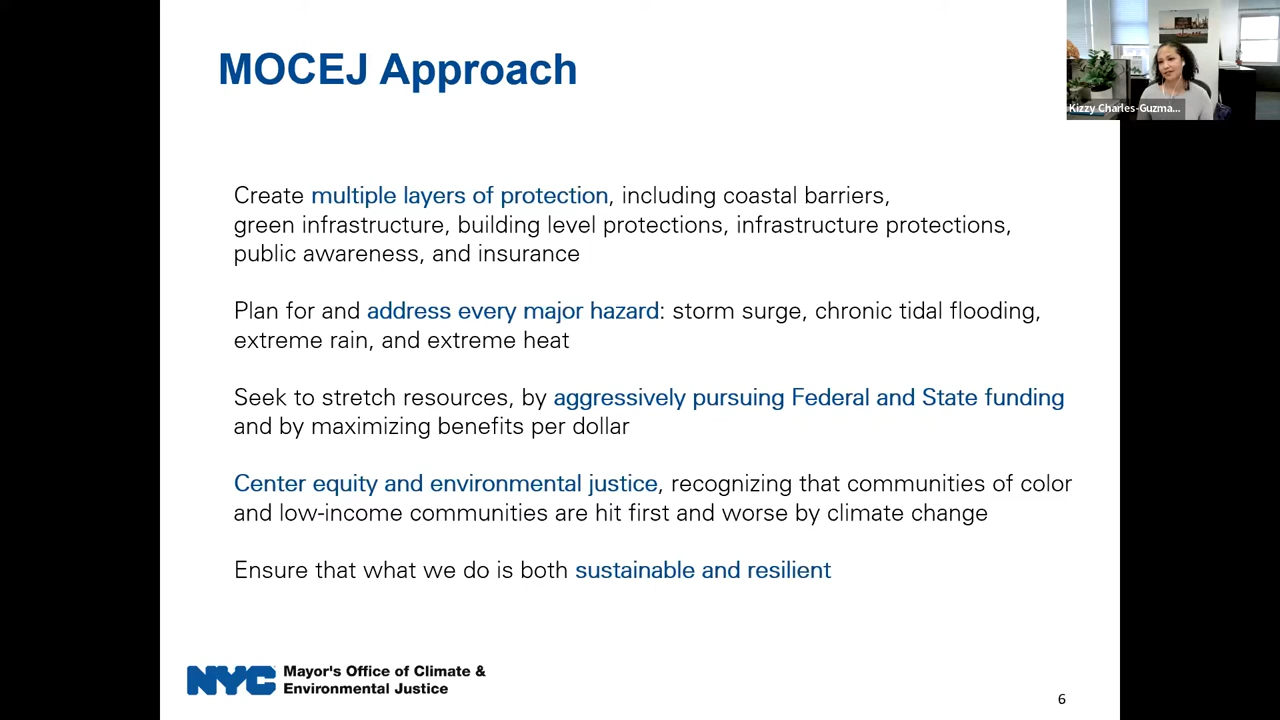 MOCEJ Approach
Kizzy Charles-Guzma...
Create multiple layers of protection, including coastal barriers,
green infrastructure, building level protections, infrastructure protections,
public awareness, and insurance
Plan for and address every major hazard: storm surge, chronic tidal flooding,
extreme rain, and extreme heat
Seek to stretch resources, by aggressively pursuing Federal and State funding
and by maximizing benefits per dollar
Center equity and environmental justice, recognizing that communities of color
and low-income communities are hit first and worse by climate change
Ensure that what we do is both sustainable and resilient
NYC
Mayor's Office of Climate &
Environmental Justice
6